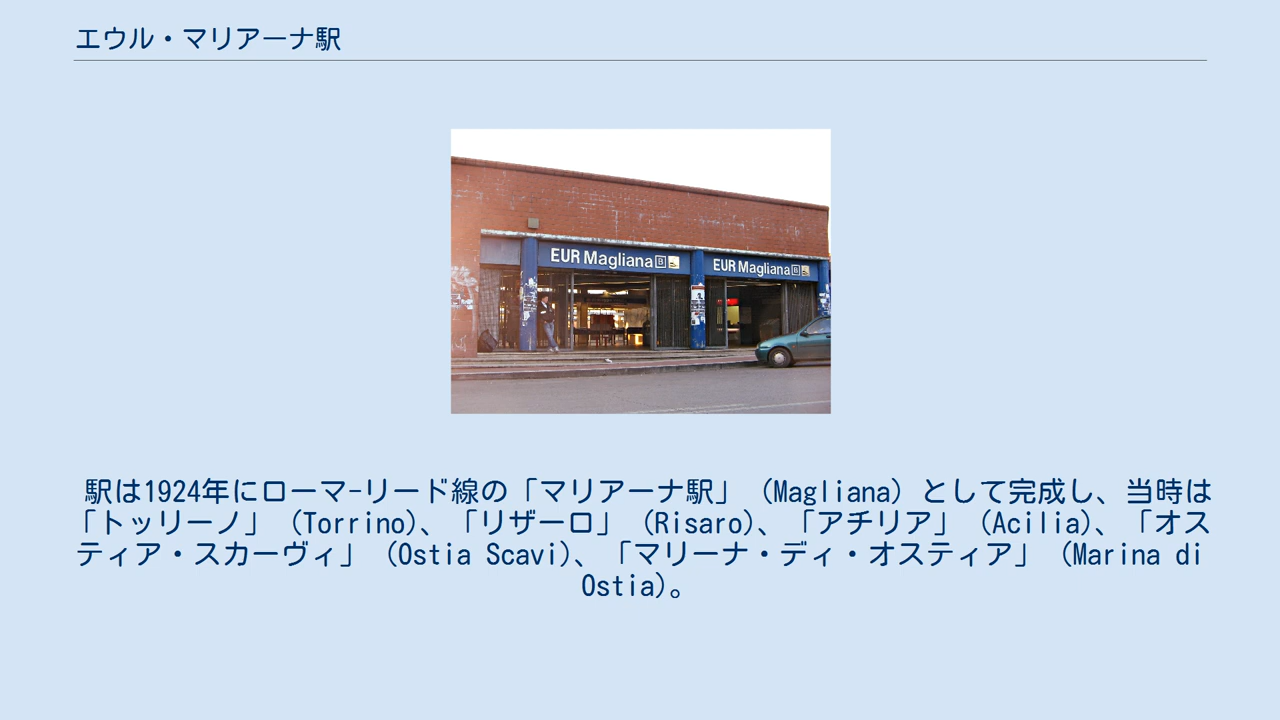 エウル・マリアーナ駅
EUR Magliana B
EUR Magliana B
駅は1924年にローマ-リード線の「マリアーナ駅」（Magliana）として完成し、当時は
「トッリーノ」（Torrino)、「リザーロ」（Risaro)、「アチリア」（Acilia)、「オス
ティア・スカーヴィ」（Ostia Scavi)、「マリーナ・ディ・オスティア」（Marina di
Ostia)。